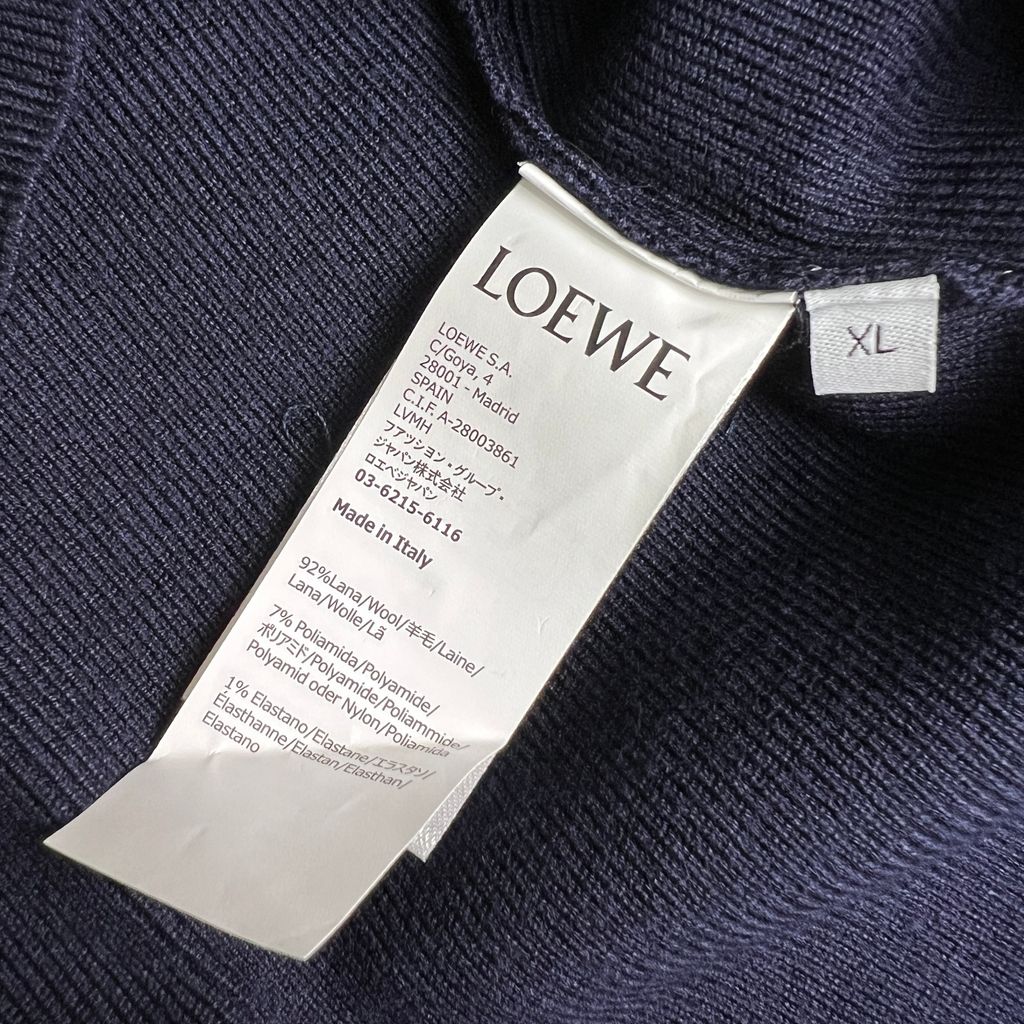 LOEWE
LOEWE S.A.
C/Goya, 4
28001 - Madrid
SPAIN
C.I.F. A-28003861
LVMH
ファッション・グループ・
ジャパン株式会社
ロエベジャパン
03-6215-6116
Made in Italy
92%Lana/Wool/羊毛/Laine/
Lana/Wolle/Lã
7% Poliamida/Polyamide/
ポリアミド/Polyamide/Poliammide/
Polyamid oder Nylon/Poliamida
1% Elastano/Elastane/エラスタン/
Élasthanne/Elastan/Elasthan/
Elastano
XL